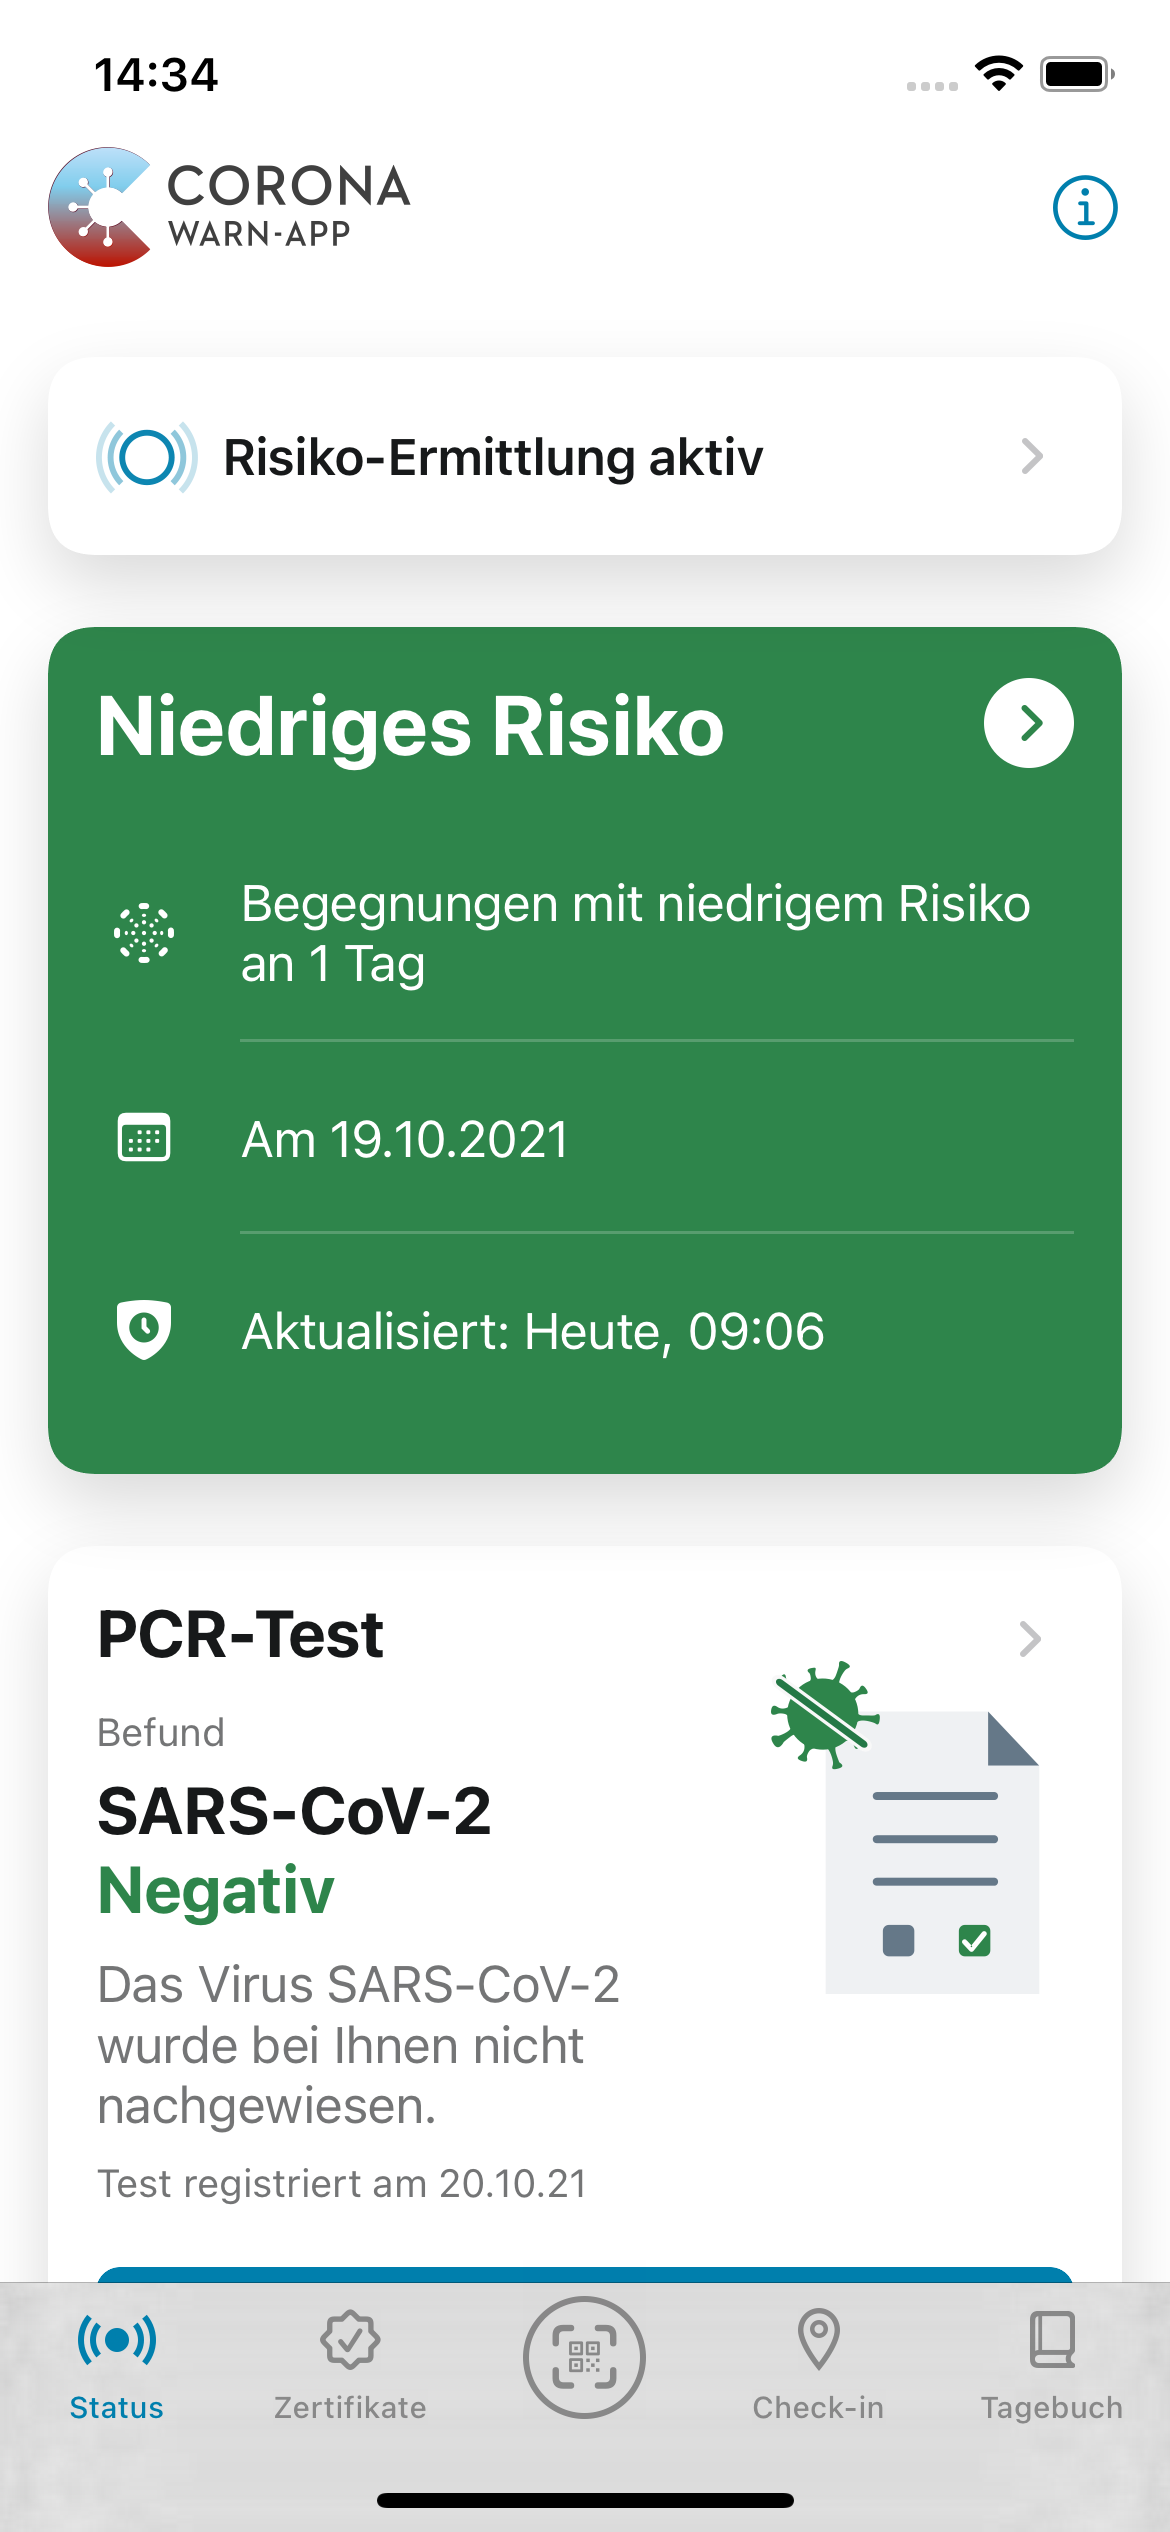 14:34
CORONA
WARN-APP
Risiko-Ermittlung aktiv
Niedriges Risiko
Begegnungen mit niedrigem Risiko
an 1 Tag
Am 19.10.2021
Aktualisiert: Heute, 09:06
PCR-Test
Befund
SARS-CoV-2
Negativ
Das Virus SARS-CoV-2
wurde bei Ihnen nicht
nachgewiesen.
Test registriert am 20.10.21
Status
Zertifikate
Check-in
Tagebuch